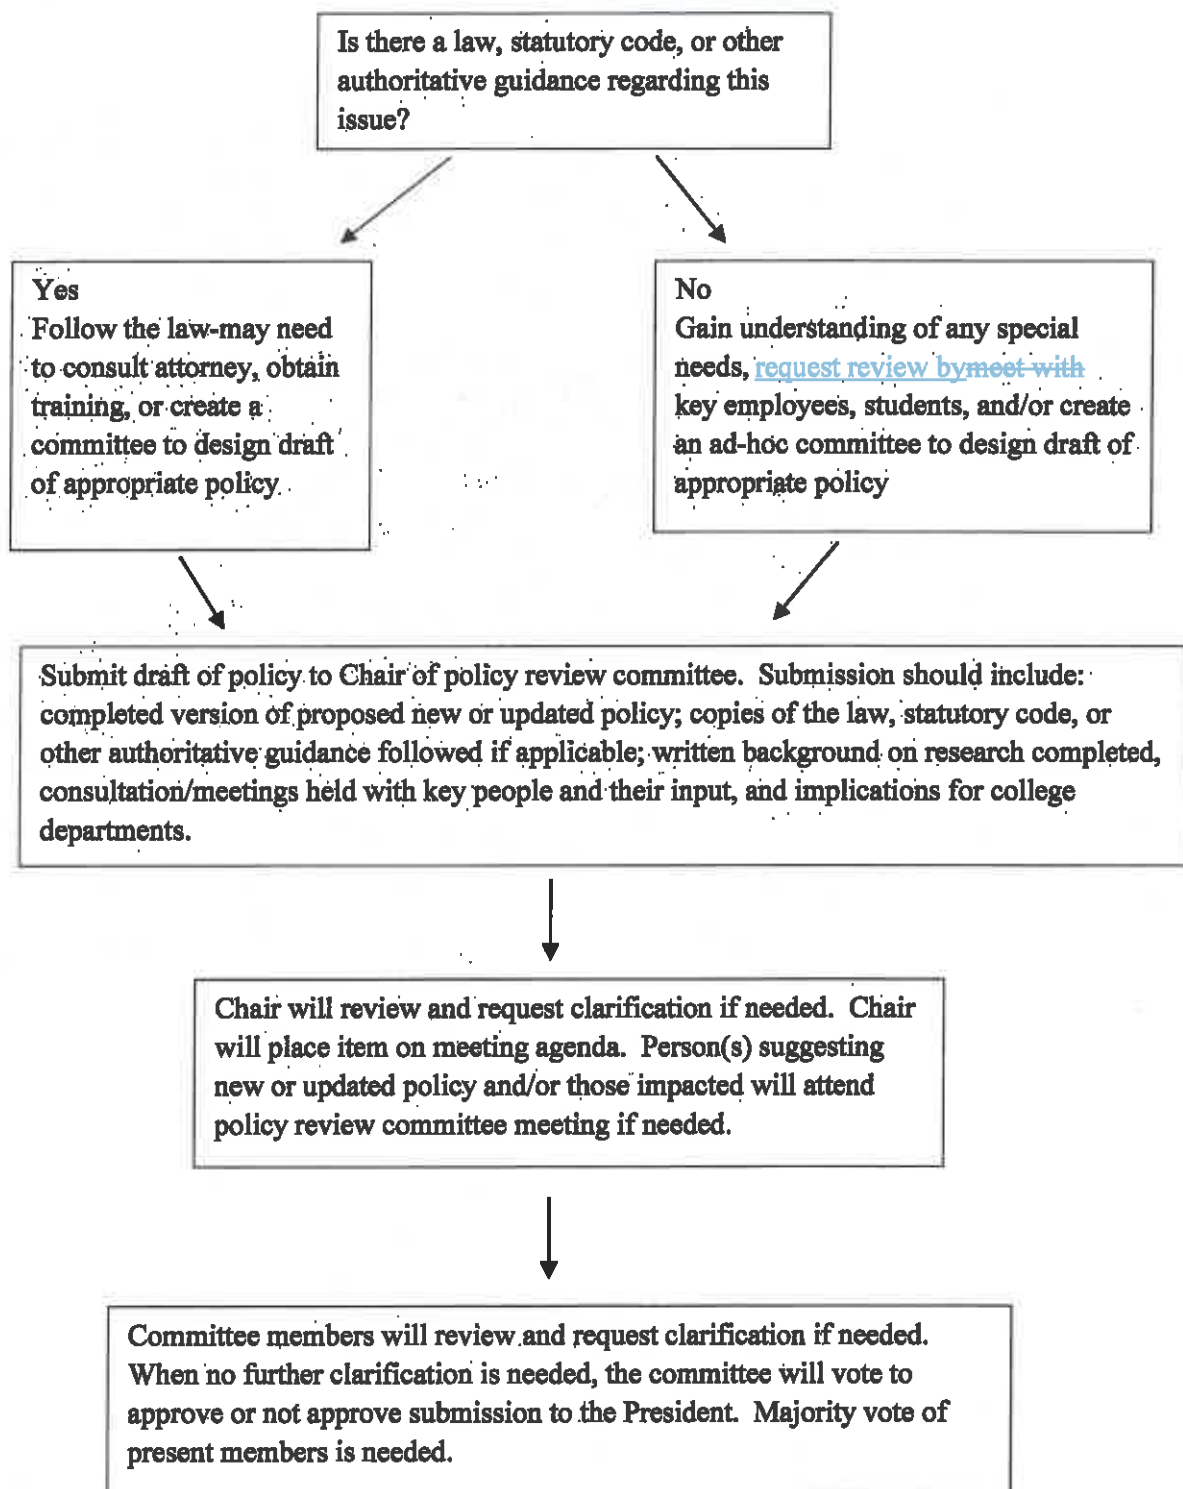 Is there a law, statutory code, or other
authoritative guidance regarding this
issue?
Yes
Follow the law-may need
to consult attorney, obtain
training, or create a
committee to design draft
of appropriate policy
No
Gain understanding of any special
needs, request review bymeet with
key employees, students, and/or create
an ad-hoc committee to design draft of
appropriate policy
Submit draft of policy to Chair of policy review committee.  Submission should include:
completed version of proposed new or updated policy; copies of the law, statutory code, or
other authoritative guidance followed if applicable; written background on research completed,
consultation/meetings held with key people and their input, and implications for college
departments.
Chair will review and request clarification if needed.  Chair
will place item on meeting agenda.  Person(s) suggesting
new or updated policy and/or those impacted will attend
policy review committee meeting if needed.
Committee members will review and request clarification if needed.
When no further clarification is needed, the committee will vote to
approve or not approve submission to the President.  Majority vote of
present members is needed.